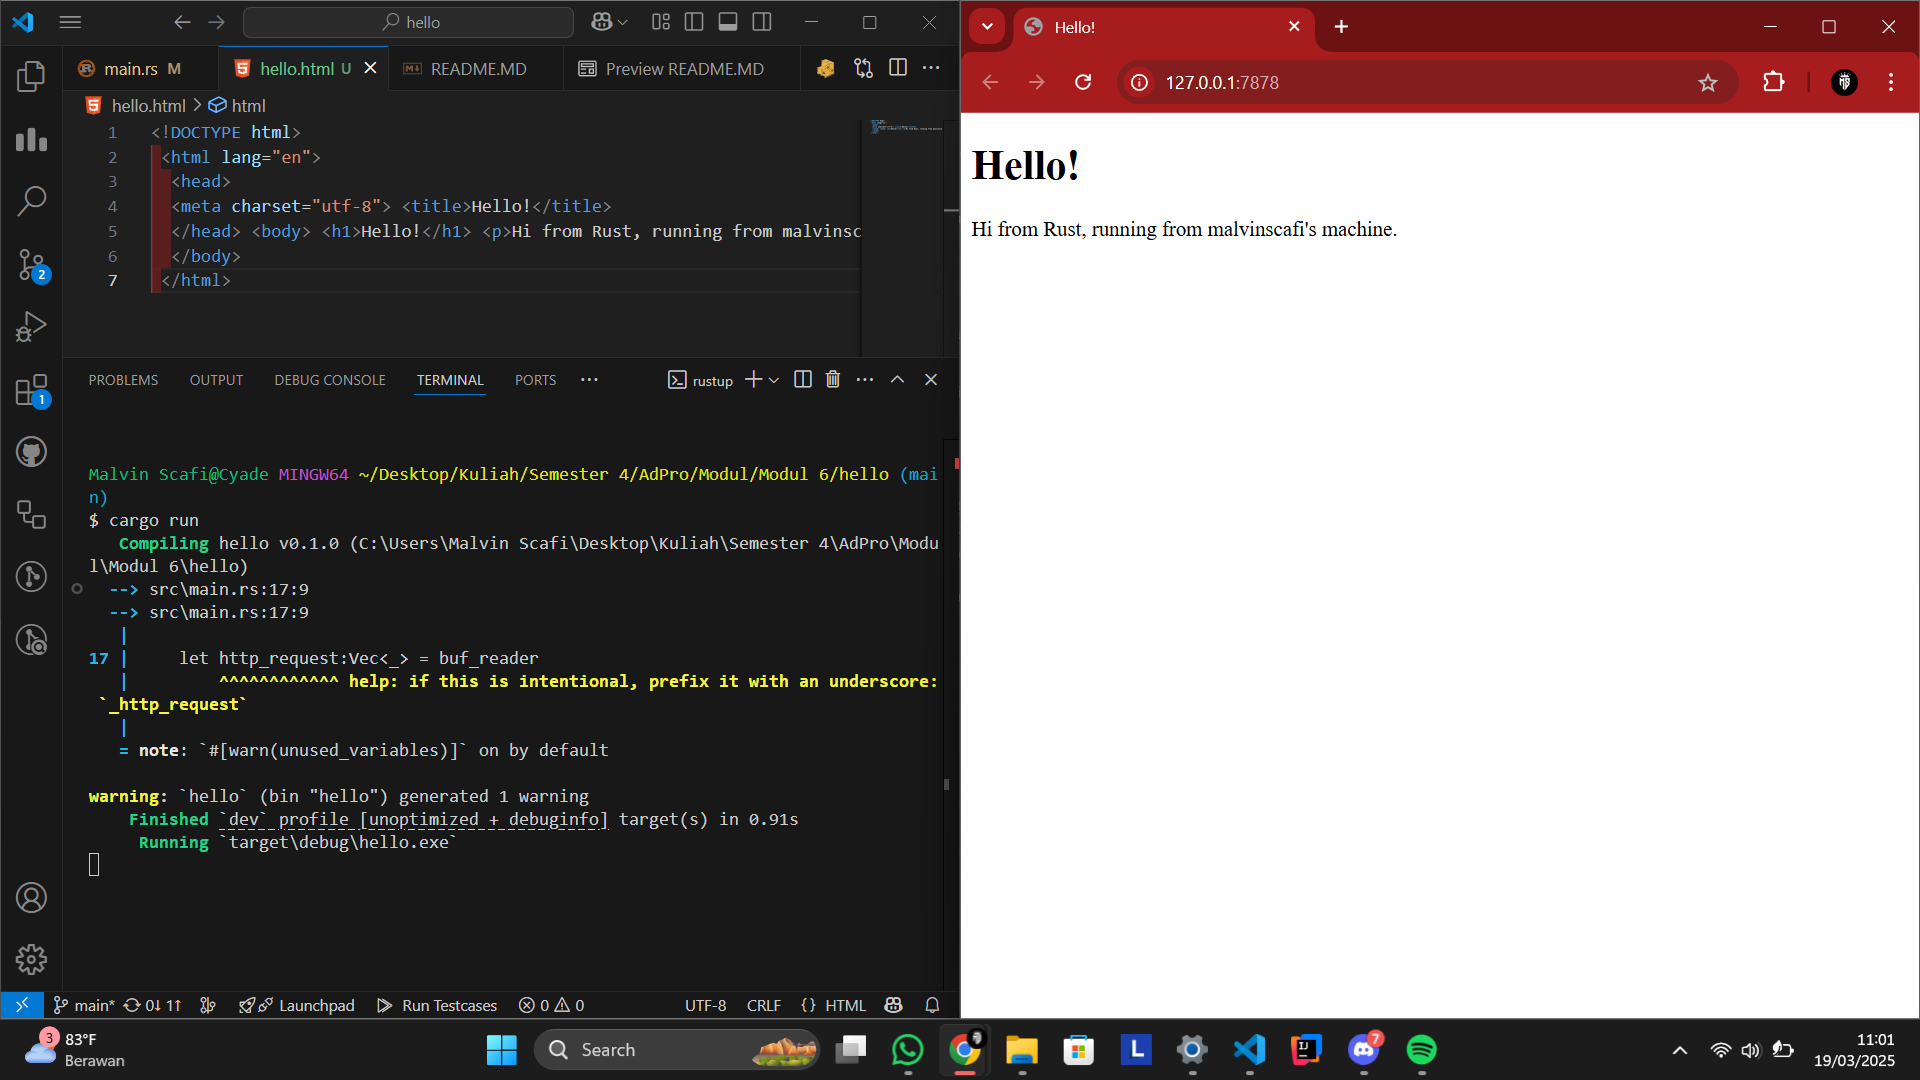 hello
main.rs M
hello.html U
README.MD
Preview README.MD
hello.html > html
1 <!DOCTYPE html>
2 <html lang="en">
3 <head>
4 <meta charset="utf-8"> <title>Hello!</title>
5 </head> <body> <h1>Hello!</h1> <p>Hi from Rust, running from malvinsc
6 </body>
7 </html>
2
1
PROBLEMS OUTPUT DEBUG CONSOLE TERMINAL PORTS
rustup
Malvin Scafi@Cyade MINGW64 ~/Desktop/Kuliah/Semester 4/AdPro/Modul/Modul 6/hello (mai
n)
$ cargo run
Compiling hello v0.1.0 (C:\Users\Malvin Scafi\Desktop\Kuliah\Semester 4\AdPro\Modu
l\Modul 6\hello)
--> src\main.rs:17:9
--> src\main.rs:17:9
|
17 | let http_request:Vec<_> = buf_reader
| ^^^^^^^^^^^^ help: if this is intentional, prefix it with an underscore:
`_http_request`
|
= note: `#[warn(unused_variables)]` on by default
warning: `hello` (bin "hello") generated 1 warning
Finished `dev` profile [unoptimized + debuginfo] target(s) in 0.91s
Running `target\debug\hello.exe`
main* 0↓ 1↑ Launchpad Run Testcases 0 0 UTF-8 CRLF {} HTML
Hello!
127.0.0.1:7878
Hello!
Hi from Rust, running from malvinscafi's machine.
3
83°F
Berawan
Search
L
IJ
7
11:01
19/03/2025